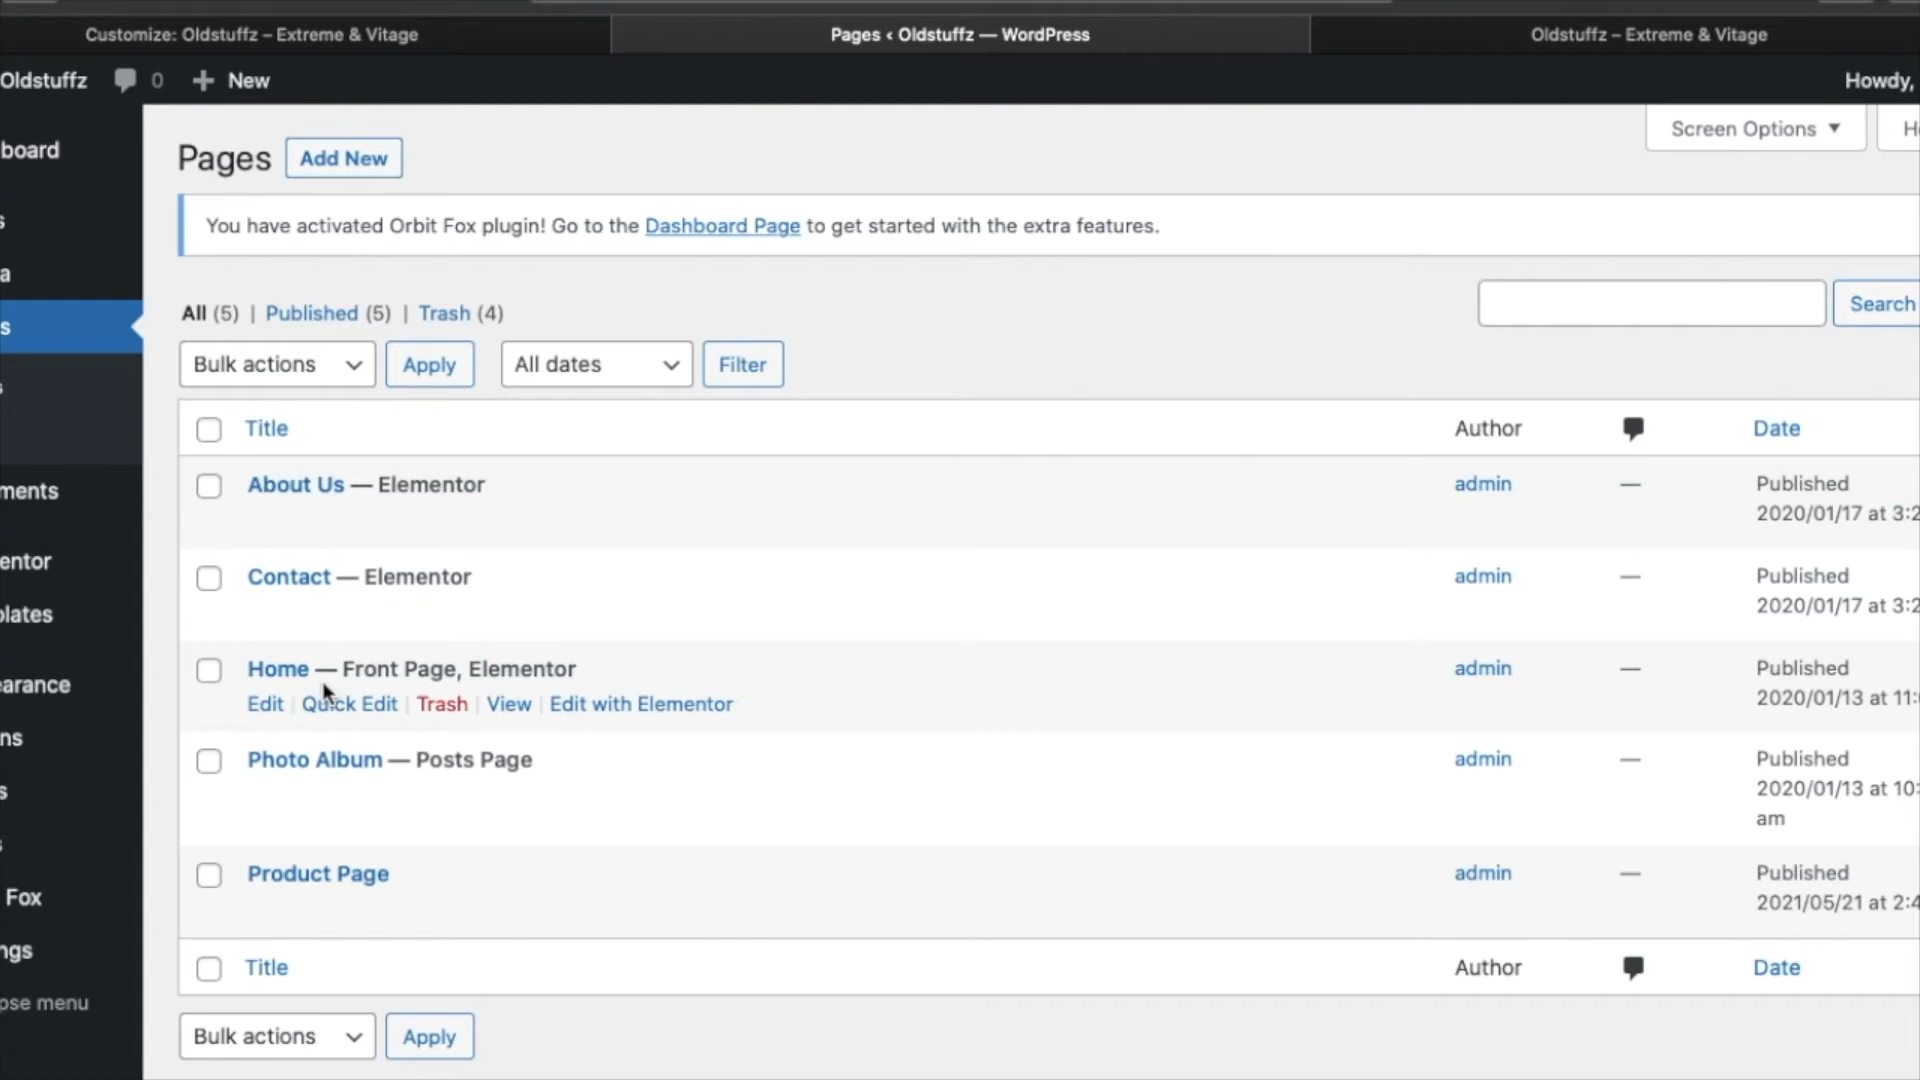 Customize: Oldstuffz – Extreme & Vitage
Pages ‹ Oldstuffz — WordPress
Oldstuffz – Extreme & Vitage
Oldstuffz 0 + New
Howdy,
board
s
a
s
s
ments
entor
plates
earance
ns
s
s
Fox
ngs
pse menu
Screen Options ▼
He
Pages Add New
You have activated Orbit Fox plugin! Go to the Dashboard Page to get started with the extra features.
All (5) | Published (5) | Trash (4)
Search
Bulk actions Apply All dates Filter
Title Author Date
About Us — Elementor admin — Published
2020/01/17 at 3:2
Contact — Elementor admin — Published
2020/01/17 at 3:2
Home — Front Page, Elementor admin — Published
Edit | Quick Edit | Trash | View | Edit with Elementor 2020/01/13 at 11:
Photo Album — Posts Page admin — Published
2020/01/13 at 10:
am
Product Page admin — Published
2021/05/21 at 2:4
Title Author Date
Bulk actions Apply